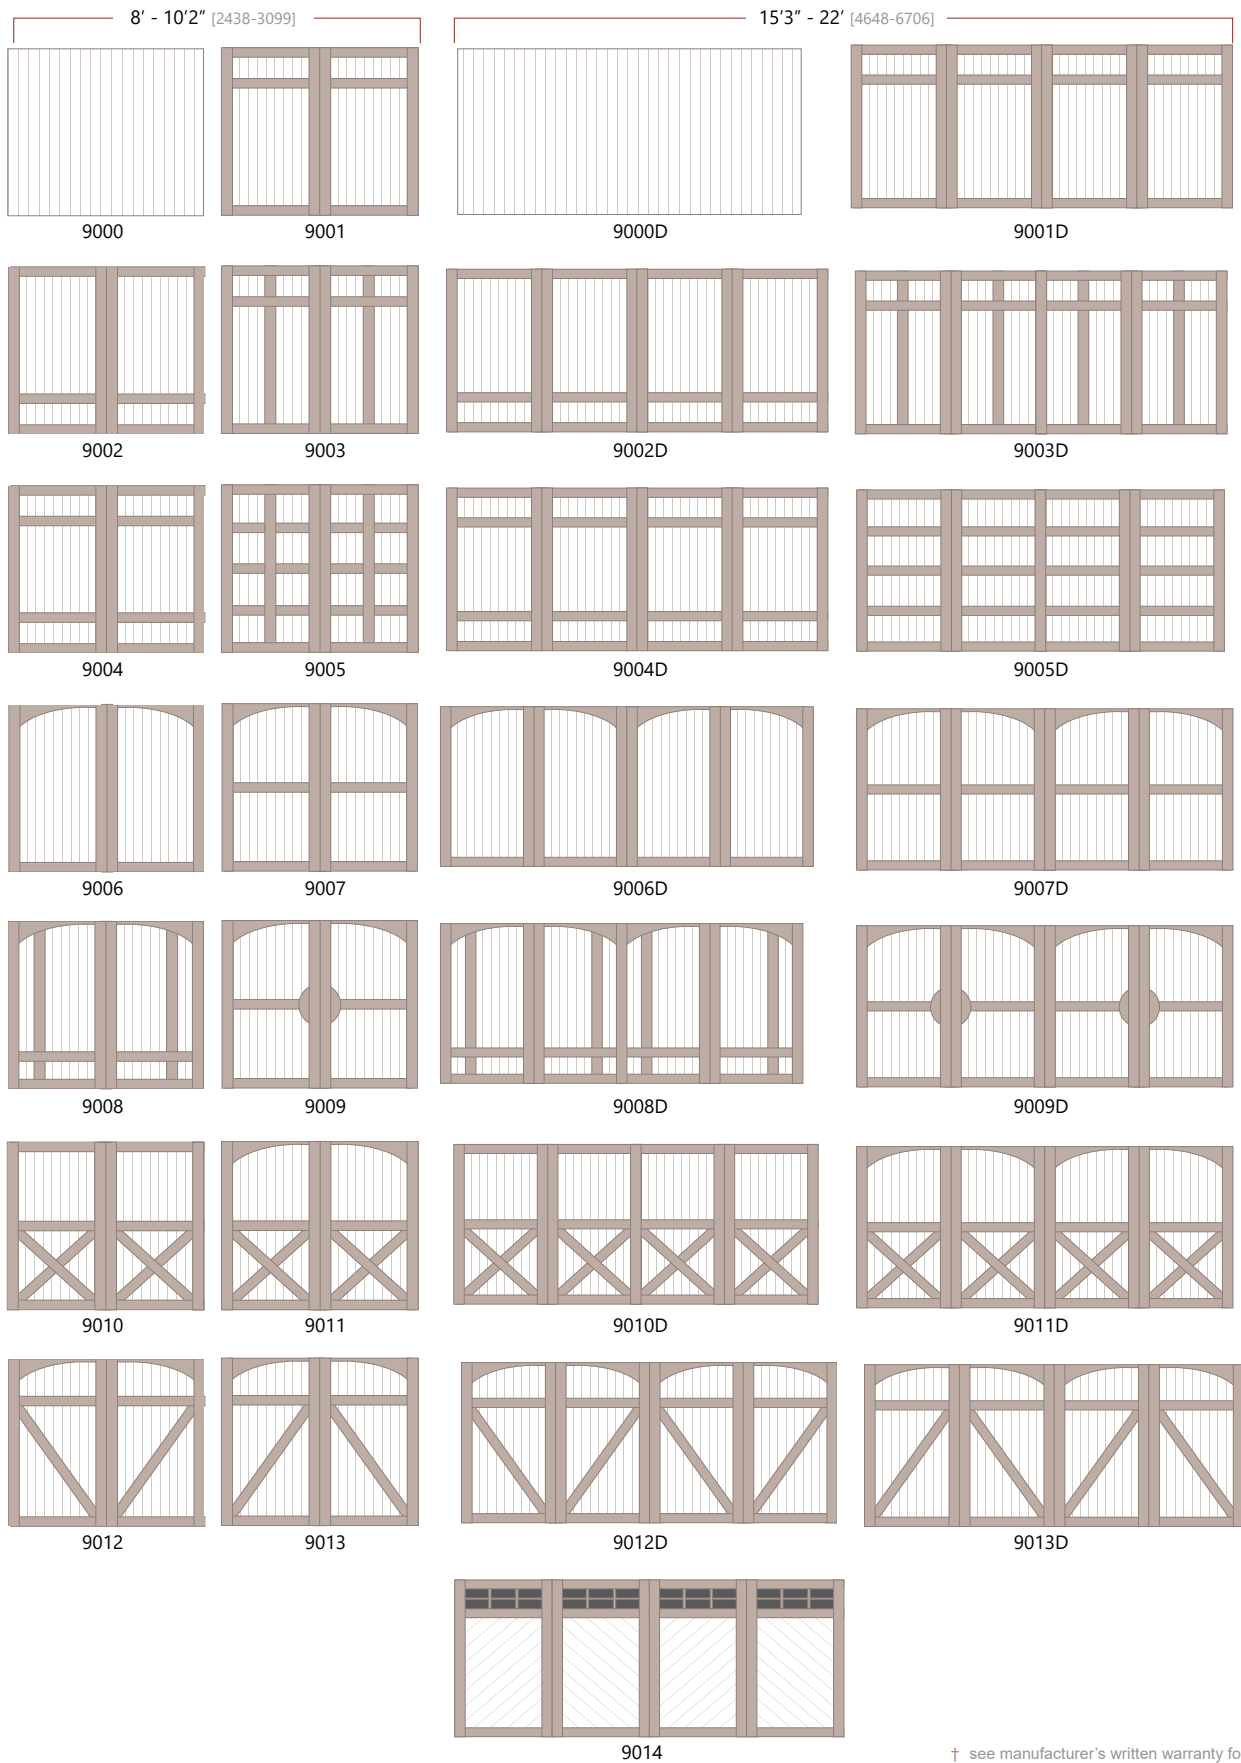 8’ - 10’2” [2438-3099] 15’3” - 22’ [4648-6706]
9000 9001 9000D 9001D
9002 9003 9002D 9003D
9004 9005 9004D 9005D
9006 9007 9006D 9007D
9008 9009 9008D 9009D
9010 9011 9010D 9011D
9012 9013 9012D 9013D
9014
† see manufacturer’s written warranty fo